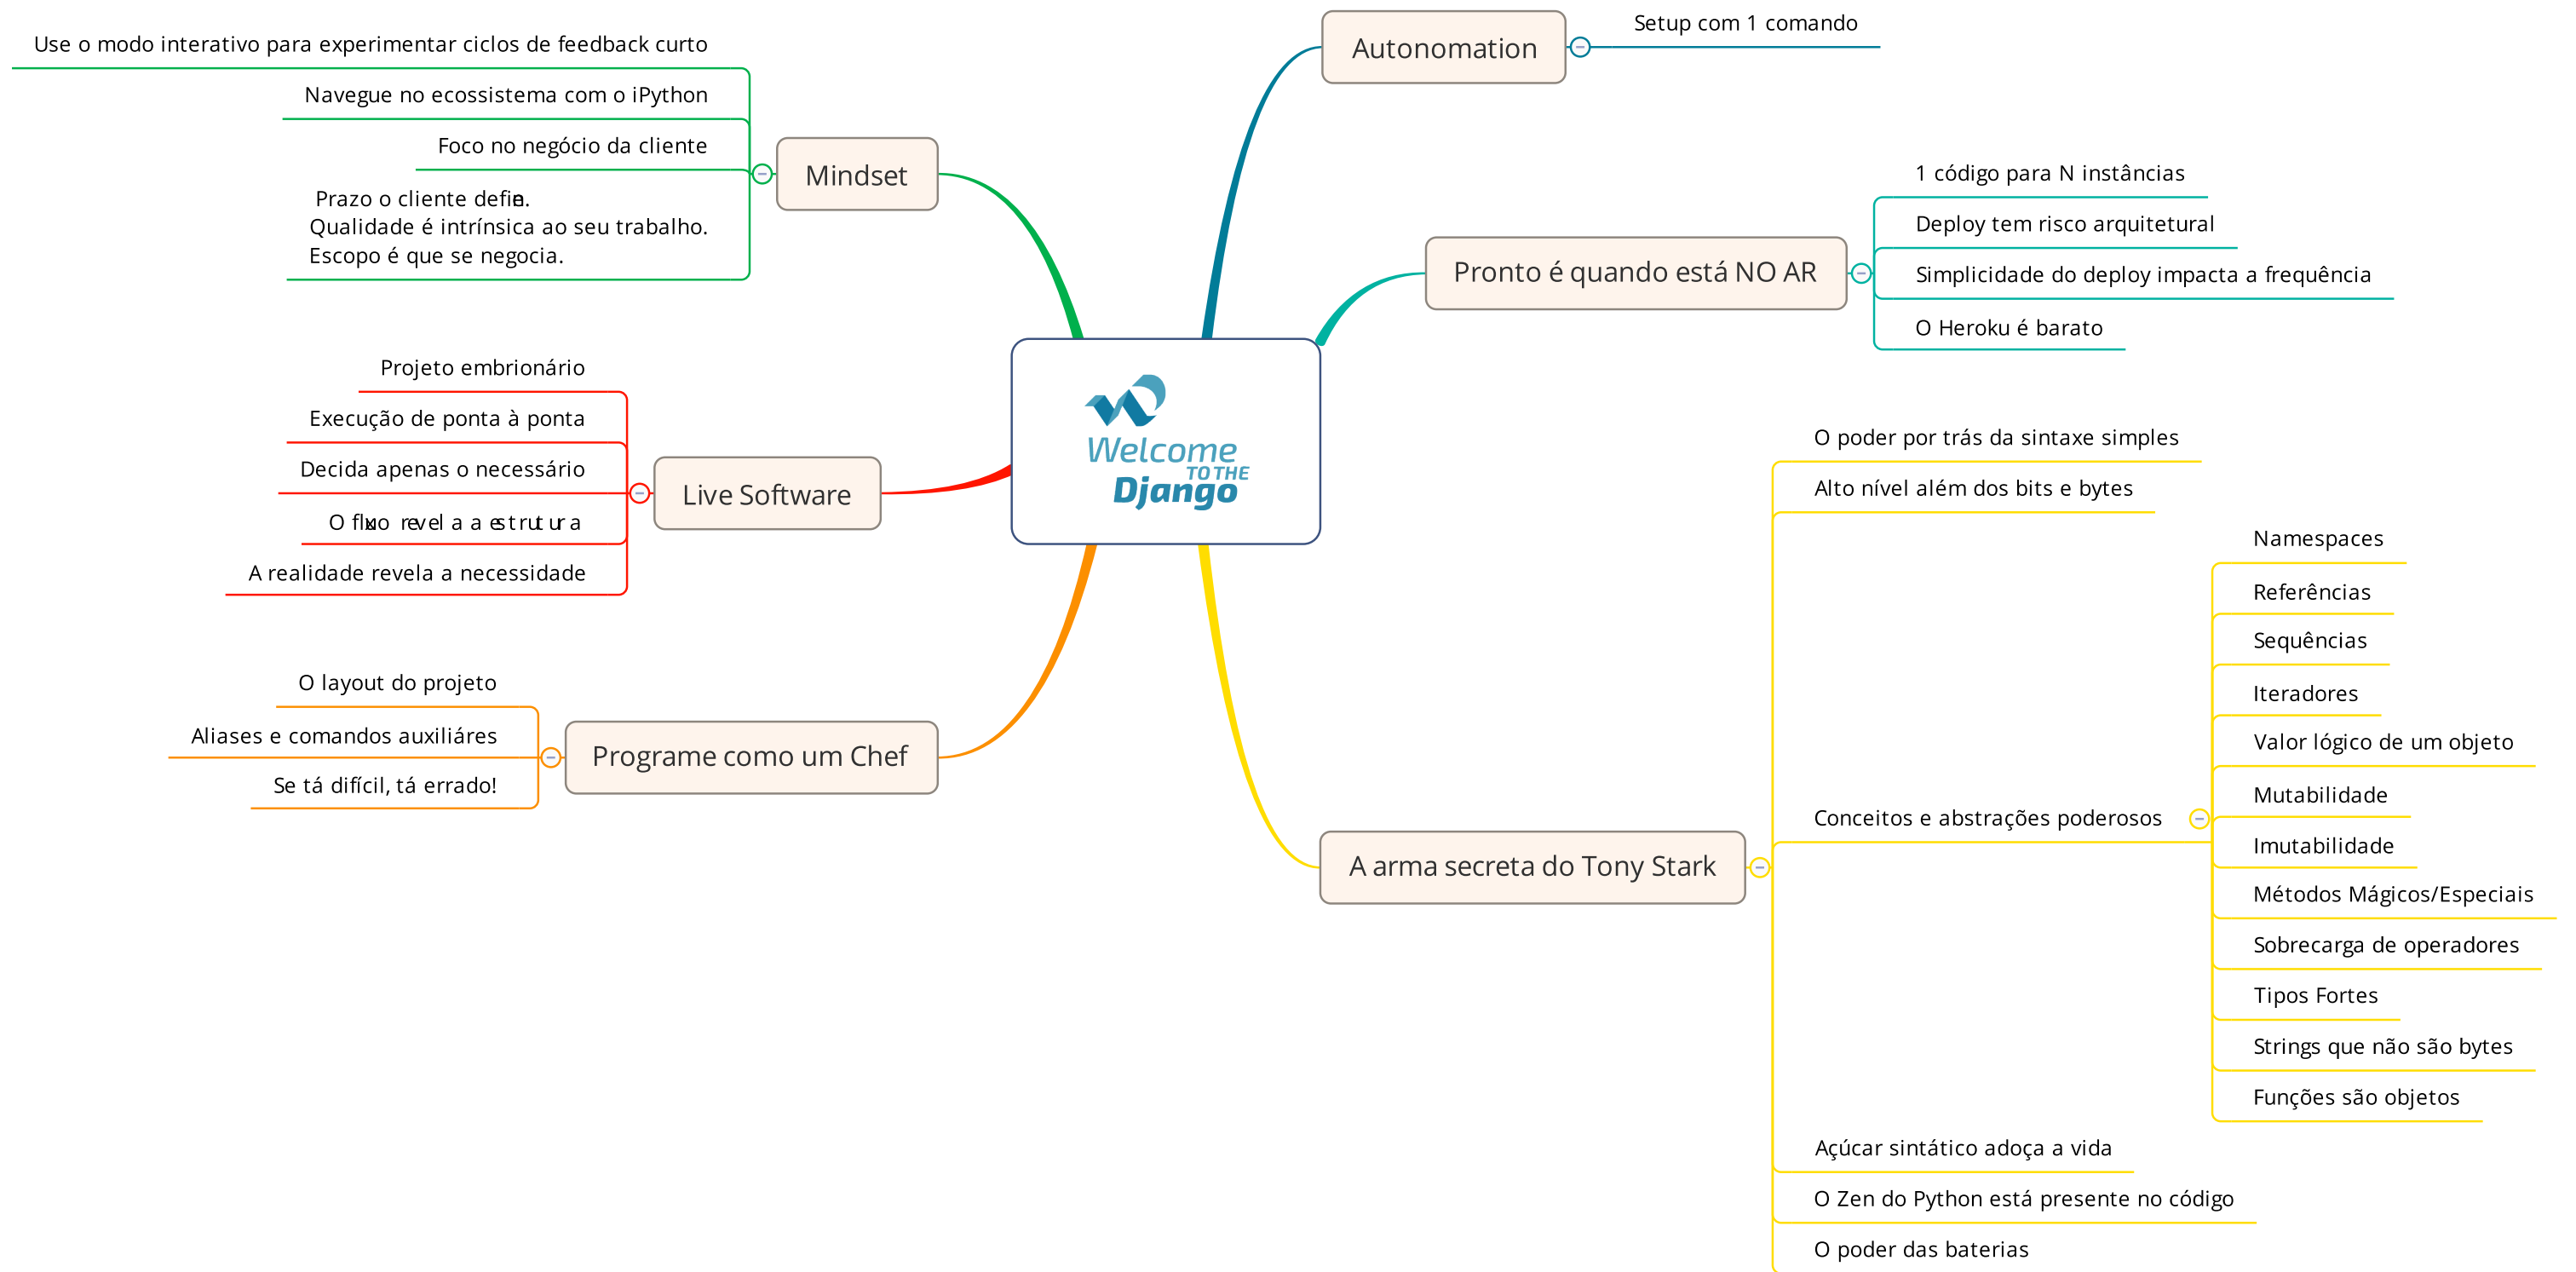 Use o modo interativo para experimentar ciclos de feedback curto
Navegue no ecossistema com o iPython
Foco no negócio da cliente
Prazo o cliente define.
Qualidade é intrínsica ao seu trabalho.
Escopo é que se negocia.
Mindset
Projeto embrionário
Execução de ponta à ponta
Decida apenas o necessário
O fluxo revela a estrutura
A realidade revela a necessidade
Live Software
O layout do projeto
Aliases e comandos auxiliáres
Se tá difícil, tá errado!
Programe como um Chef
Welcome
TO THE
Django
Autonomation
Setup com 1 comando
Pronto é quando está NO AR
1 código para N instâncias
Deploy tem risco arquitetural
Simplicidade do deploy impacta a frequência
O Heroku é barato
A arma secreta do Tony Stark
O poder por trás da sintaxe simples
Alto nível além dos bits e bytes
Conceitos e abstrações poderosos
Namespaces
Referências
Sequências
Iteradores
Valor lógico de um objeto
Mutabilidade
Imutabilidade
Métodos Mágicos/Especiais
Sobrecarga de operadores
Tipos Fortes
Strings que não são bytes
Funções são objetos
Açúcar sintático adoça a vida
O Zen do Python está presente no código
O poder das baterias